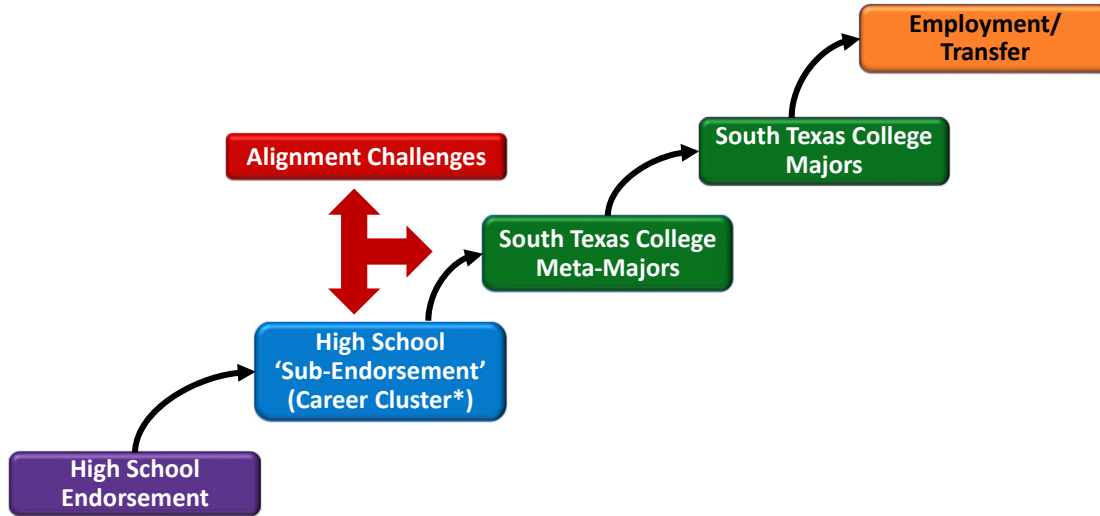 Employment/
Transfer
South Texas College
Majors
Alignment Challenges
South Texas College
Meta-Majors
High School
‘Sub-Endorsement’
(Career Cluster*)
High School
Endorsement